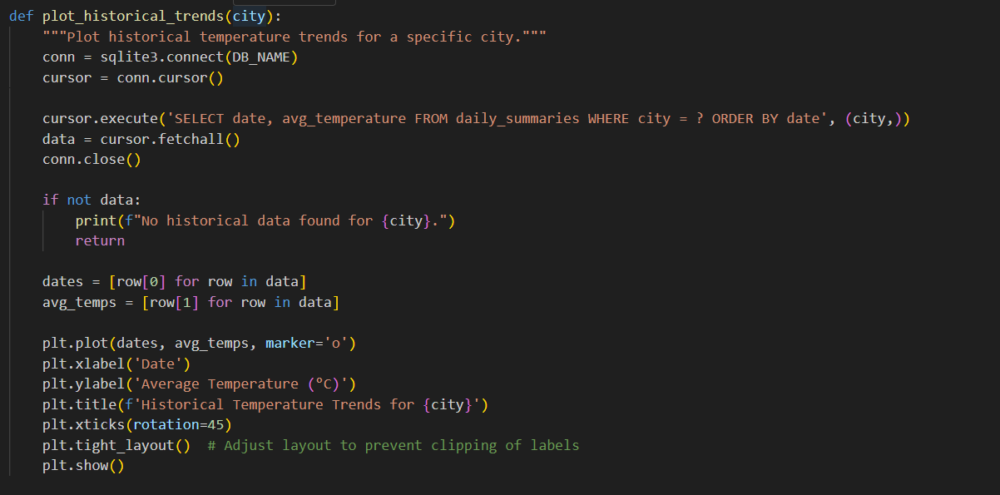 def plot_historical_trends(city):
    """Plot historical temperature trends for a specific city."""
    conn = sqlite3.connect(DB_NAME)
    cursor = conn.cursor()

    cursor.execute('SELECT date, avg_temperature FROM daily_summaries WHERE city = ? ORDER BY date', (city,))
    data = cursor.fetchall()
    conn.close()

    if not data:
        print(f"No historical data found for {city}.")
        return

    dates = [row[0] for row in data]
    avg_temps = [row[1] for row in data]

    plt.plot(dates, avg_temps, marker='o')
    plt.xlabel('Date')
    plt.ylabel('Average Temperature (°C)')
    plt.title(f'Historical Temperature Trends for {city}')
    plt.xticks(rotation=45)
    plt.tight_layout()  # Adjust layout to prevent clipping of labels
    plt.show()